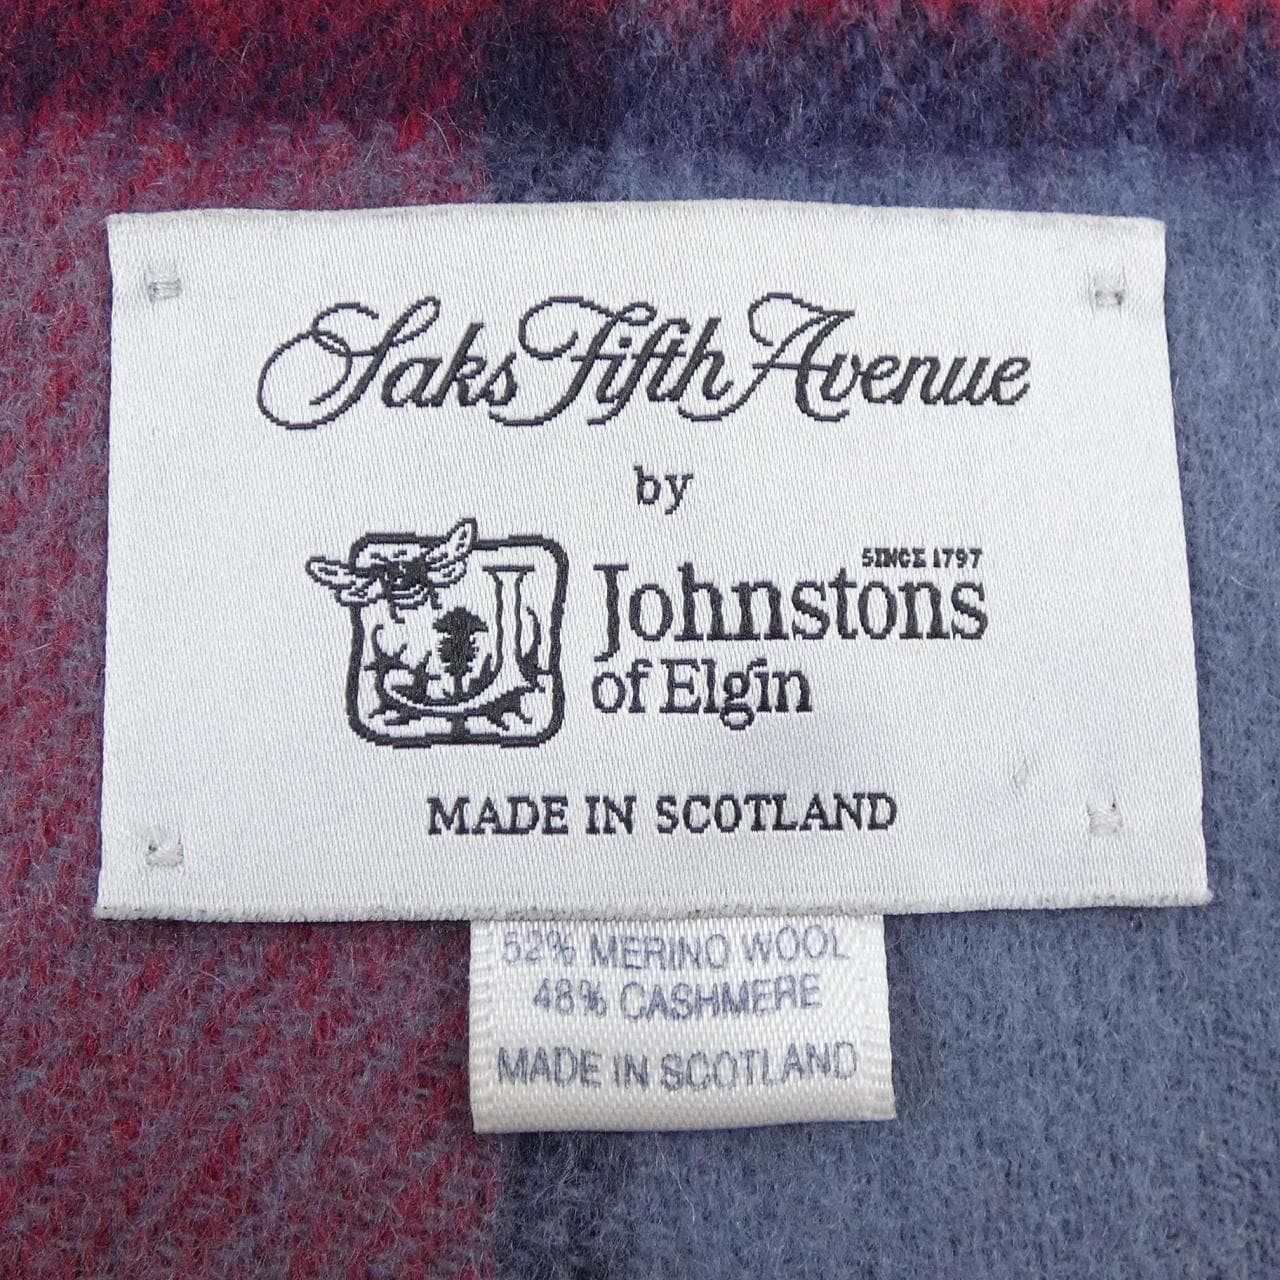 Saks Fifth Avenue
by
SINCE 1797
Johnstons
of Elgin
MADE IN SCOTLAND
52% MERINO WOOL
48% CASHMERE
MADE IN SCOTLAND